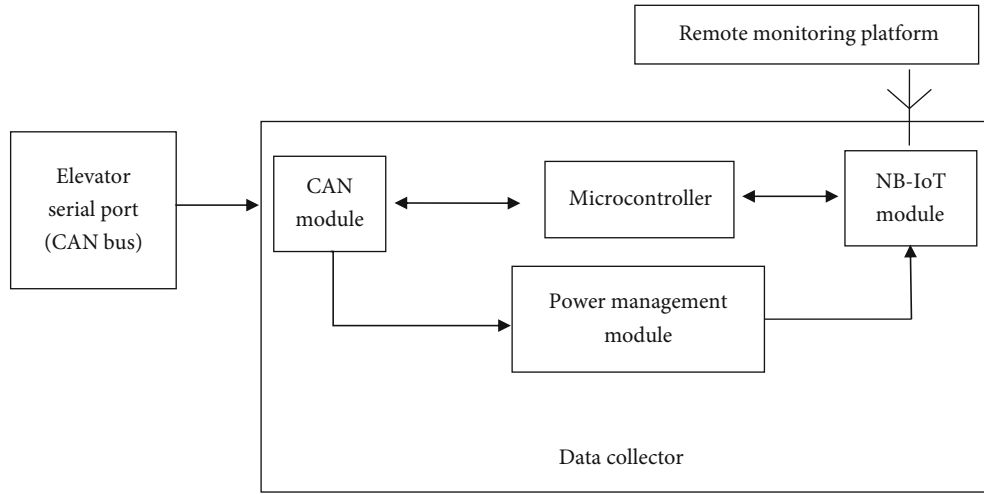 Remote monitoring platform
Elevator
serial port
(CAN bus)
CAN
module
Microcontroller
NB-IoT
module
Power management
module
Data collector